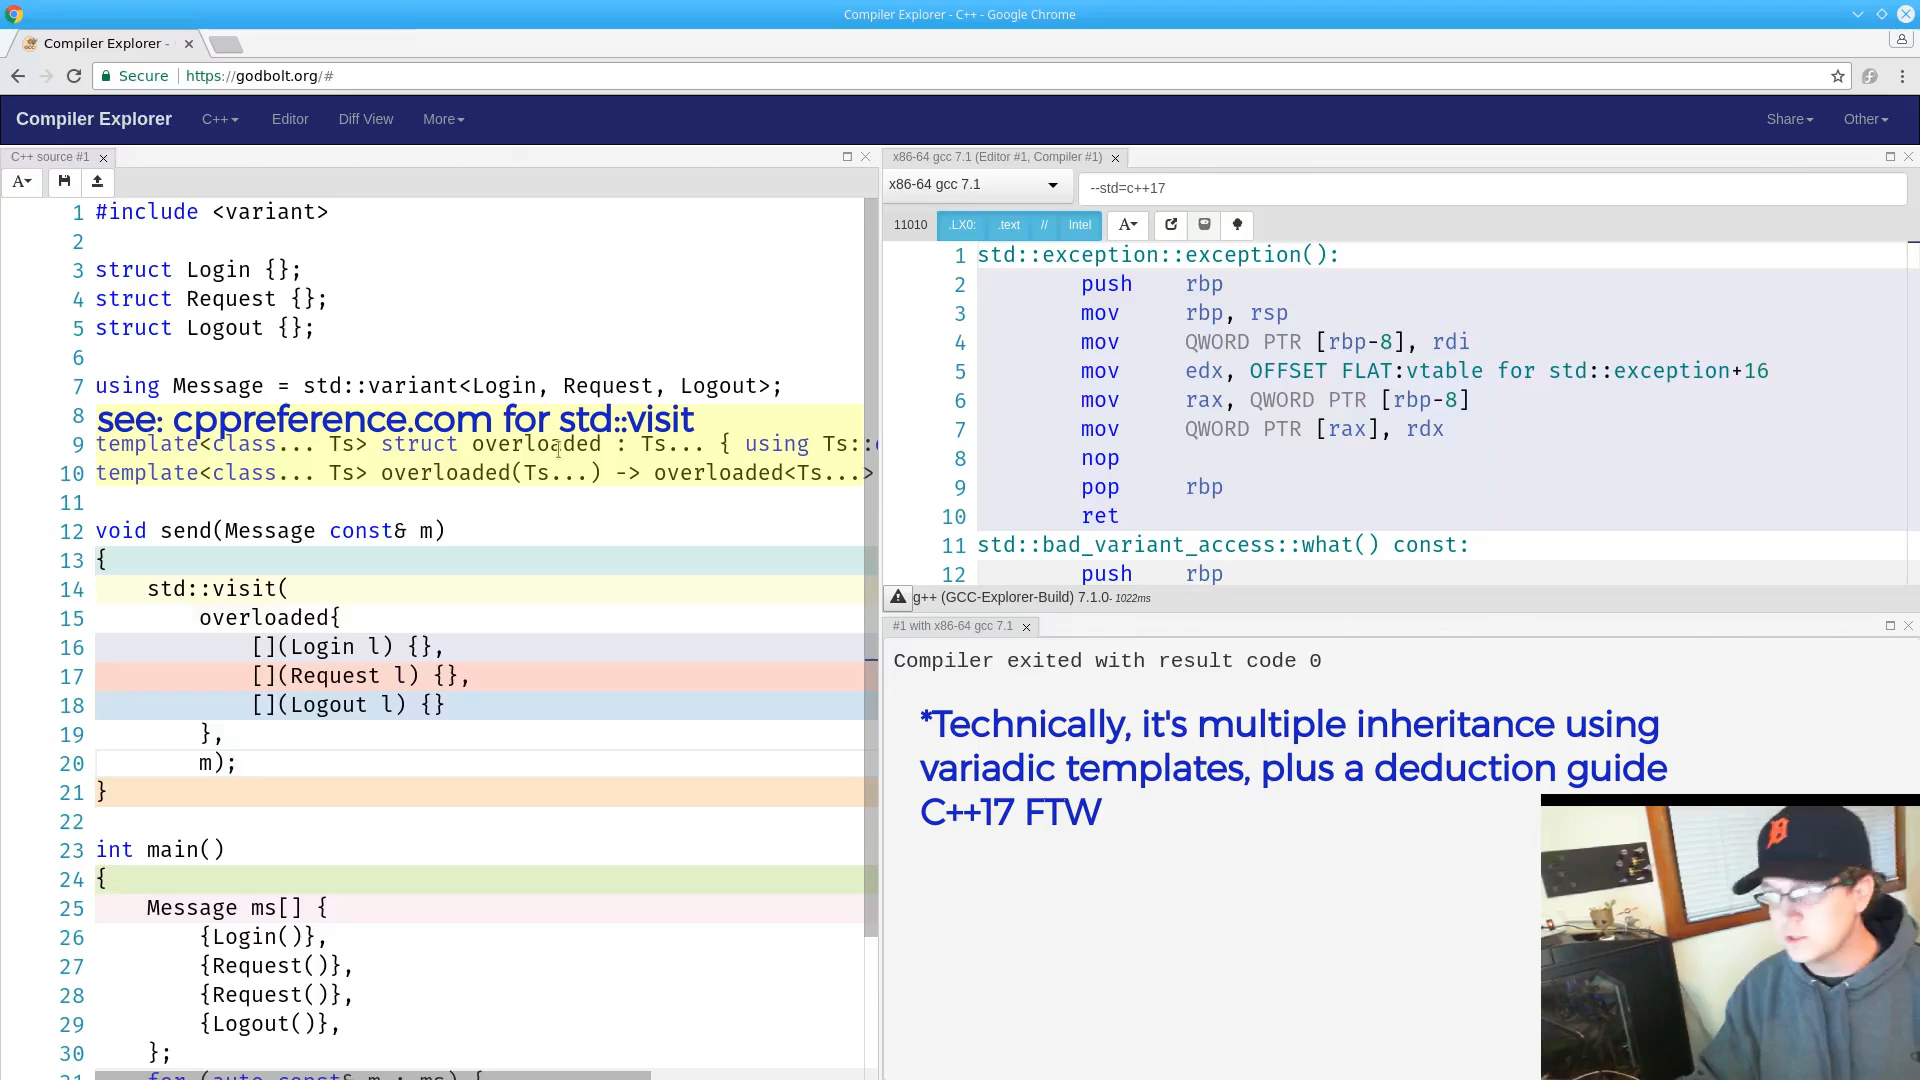 Compiler Explorer - C++ - Google Chrome
Compiler Explorer -
Secure https://godbolt.org/#
Compiler Explorer C++ Editor Diff View More Share Other
C++ source #1
A
1 #include <variant>
2
3 struct Login {};
4 struct Request {};
5 struct Logout {};
6
7 using Message = std::variant<Login, Request, Logout>;
8
see: cppreference.com for std::visit
9 template<class... Ts> struct overloaded : Ts... { using Ts::
10 template<class... Ts> overloaded(Ts...) -> overloaded<Ts...>
11
12 void send(Message const& m)
13 {
14 std::visit(
15 overloaded{
16 [](Login l) {},
17 [](Request l) {},
18 [](Logout l) {}
19 },
20 m);
21 }
22
23 int main()
24 {
25 Message ms[] {
26 {Login()},
27 {Request()},
28 {Request()},
29 {Logout()},
30 };
x86-64 gcc 7.1 (Editor #1, Compiler #1)
x86-64 gcc 7.1 --std=c++17
11010 .LX0: .text // Intel A
1 std::exception::exception():
2 push rbp
3 mov rbp, rsp
4 mov QWORD PTR [rbp-8], rdi
5 mov edx, OFFSET FLAT:vtable for std::exception+16
6 mov rax, QWORD PTR [rbp-8]
7 mov QWORD PTR [rax], rdx
8 nop
9 pop rbp
10 ret
11 std::bad_variant_access::what() const:
12 push rbp
g++ (GCC-Explorer-Build) 7.1.0- 1022ms
#1 with x86-64 gcc 7.1
Compiler exited with result code 0
*Technically, it's multiple inheritance using
variadic templates, plus a deduction guide
C++17 FTW